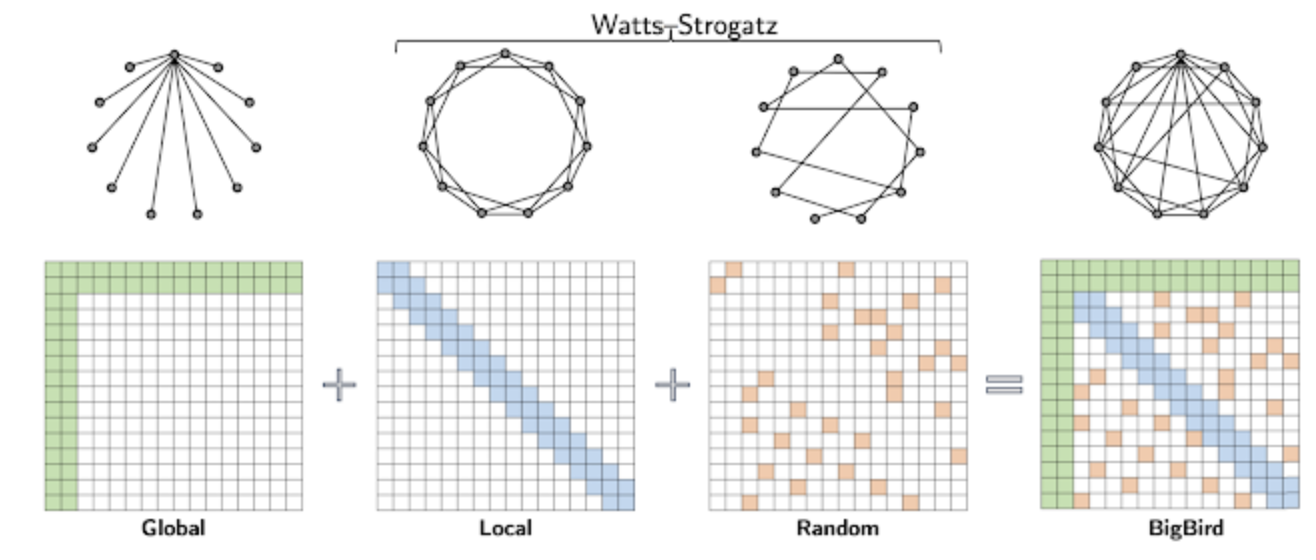 Watts-Strogatz
+ + =
Global Local Random BigBird